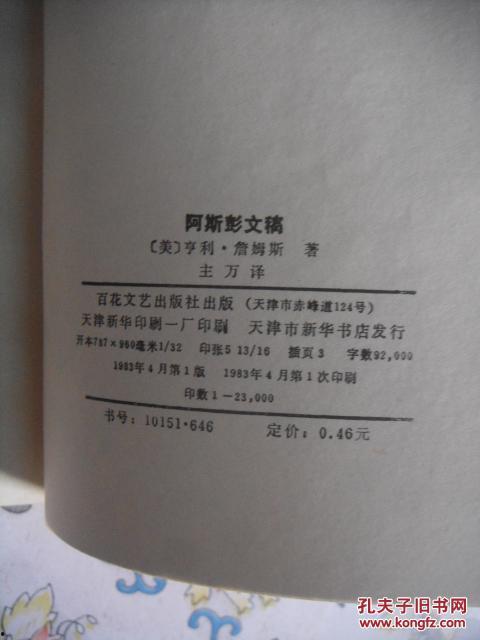 阿斯彭文稿
〔美〕亨利·詹姆斯 著
主万译
百花文艺出版社出版 (天津市赤峰道124号)
天津新华印刷一厂印刷 天津市新华书店发行
开本787×960毫米1/32 印张5 13/16 插页3 字数92,000
1983年4月第1版 1983年4月第1次印刷
印数1—23,000
书号：10151·646 定价：0.46元
孔夫子旧书网
www.kongfz.com